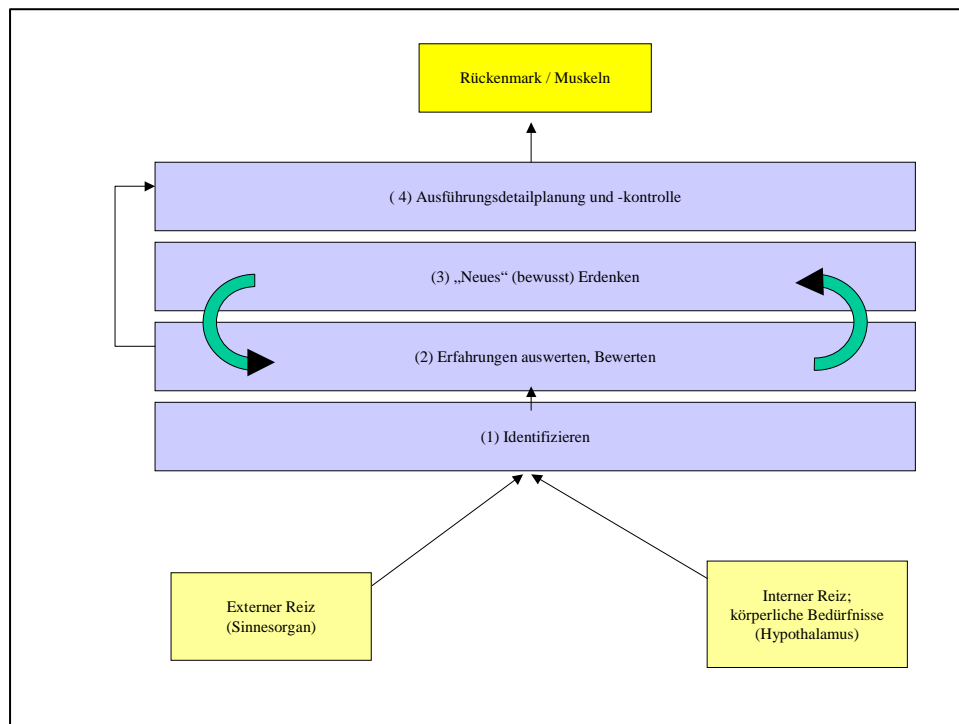 Rückenmark / Muskeln
( 4) Ausführungsdetailplanung und -kontrolle
(3) „Neues“ (bewusst) Erdenken
(2) Erfahrungen auswerten, Bewerten
(1) Identifizieren
Externer Reiz
(Sinnesorgan)
Interner Reiz;
körperliche Bedürfnisse
(Hypothalamus)